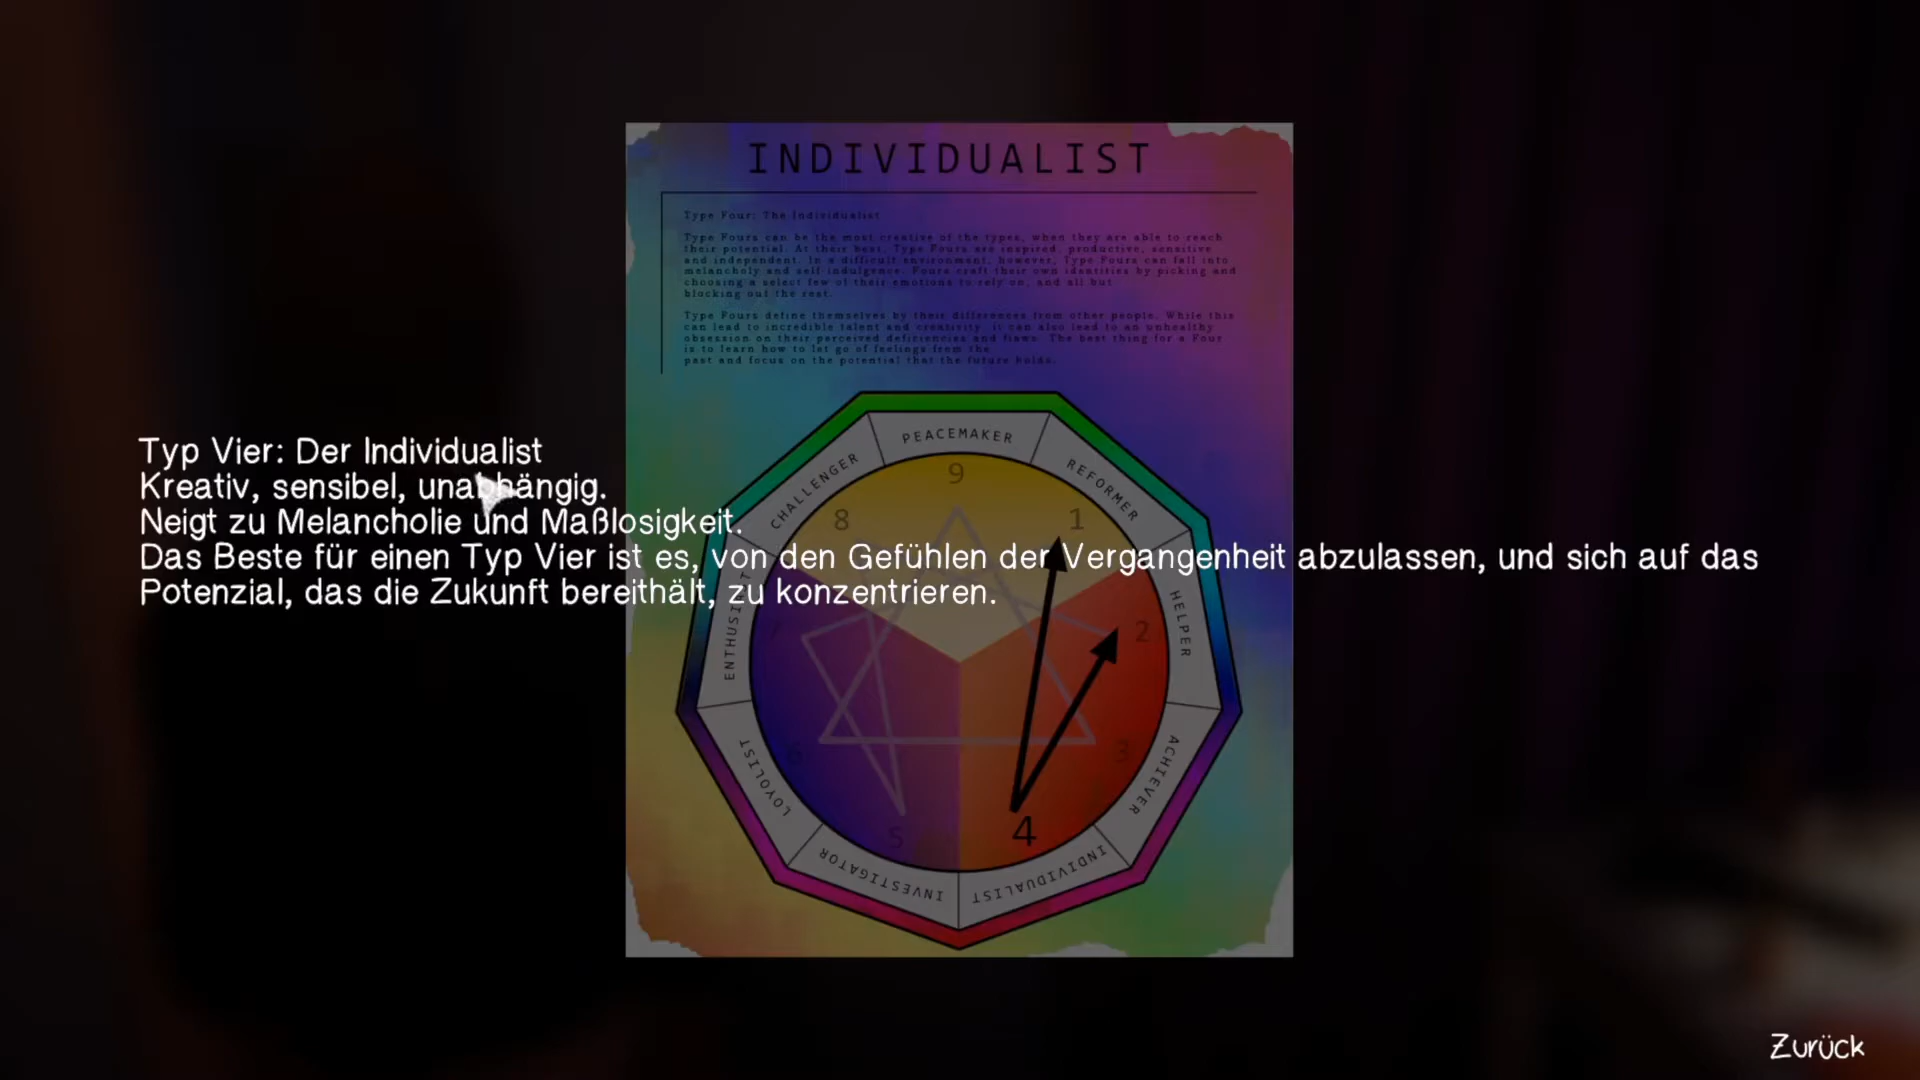 INDIVIDUALIST
Type Four: The Individualist
Type Fours can be the most creative of the types, when they are able to reach
their potential. At their best, Type Fours are inspired, productive, sensitive
and independent. In a difficult environment, however, Type Fours can fall into
melancholy and self-indulgence. Fours craft their own identities by picking and
choosing a select few of their emotions to rely on, and all but
blocking out the rest.
Type Fours define themselves by their differences from other people. While this
can lead to incredible talent and creativity, it can also lead to an unhealthy
obsession on their perceived deficiencies and flaws. The best thing for a Four
is to learn how to let go of feelings from the
past and focus on the potential that the future holds.
Typ Vier: Der Individualist
Kreativ, sensibel, unabhängig.
Neigt zu Melancholie und Maßlosigkeit.
Das Beste für einen Typ Vier ist es, von den Gefühlen der Vergangenheit abzulassen, und sich auf das
Potenzial, das die Zukunft bereithält, zu konzentrieren.
PEACEMAKER
REFORMER
HELPER
ACHIEVER
INDIVIDUALIST
INVESTIGATOR
LOYOLIST
CHALLENGER
9
1
2
3
4
5
6
7
8
Zurück